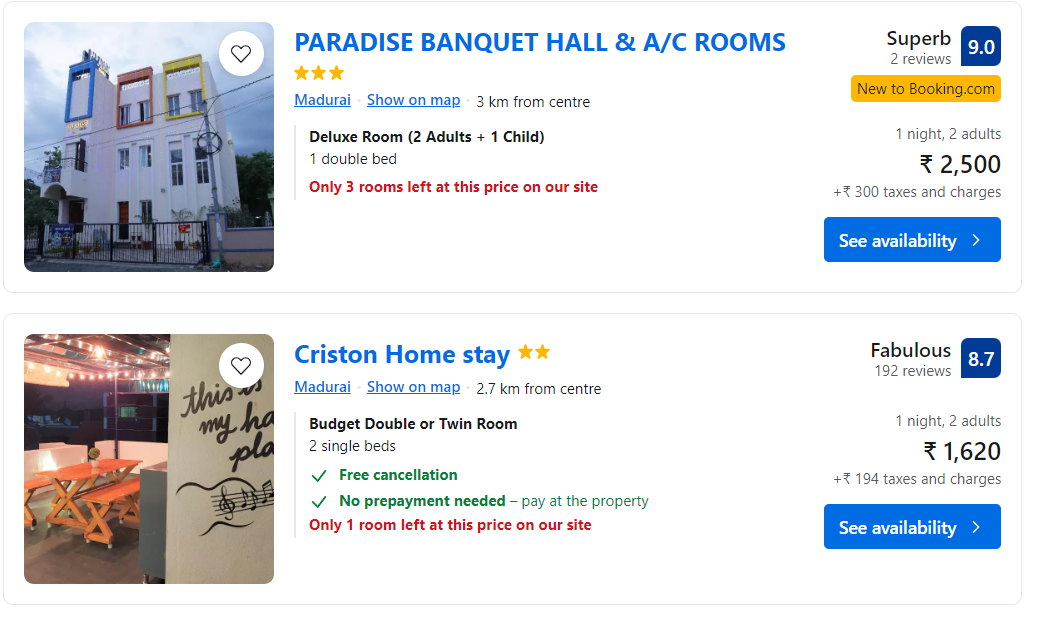 PARADISE BANQUET HALL & A/C ROOMS
Superb
2 reviews
9.0
New to Booking.com
Madurai · Show on map · 3 km from centre
Deluxe Room (2 Adults + 1 Child)
1 double bed
Only 3 rooms left at this price on our site
1 night, 2 adults
₹ 2,500
+₹ 300 taxes and charges
See availability
Criston Home stay
Fabulous
192 reviews
8.7
Madurai · Show on map · 2.7 km from centre
Budget Double or Twin Room
2 single beds
Free cancellation
No prepayment needed – pay at the property
Only 1 room left at this price on our site
1 night, 2 adults
₹ 1,620
+₹ 194 taxes and charges
See availability
this is
my ha
pla